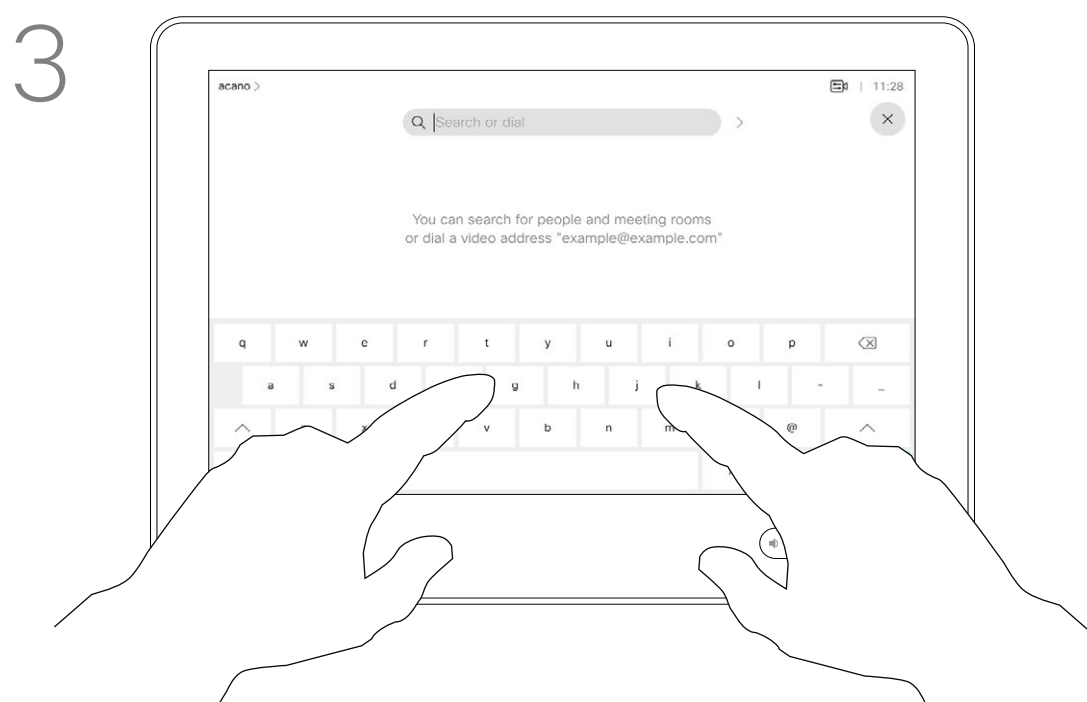 3
acano >
11:28
Search or dial
You can search for people and meeting rooms
or dial a video address "example@example.com"
q w e r t y u i o p
a s d g h j k l - _
x v b n m @